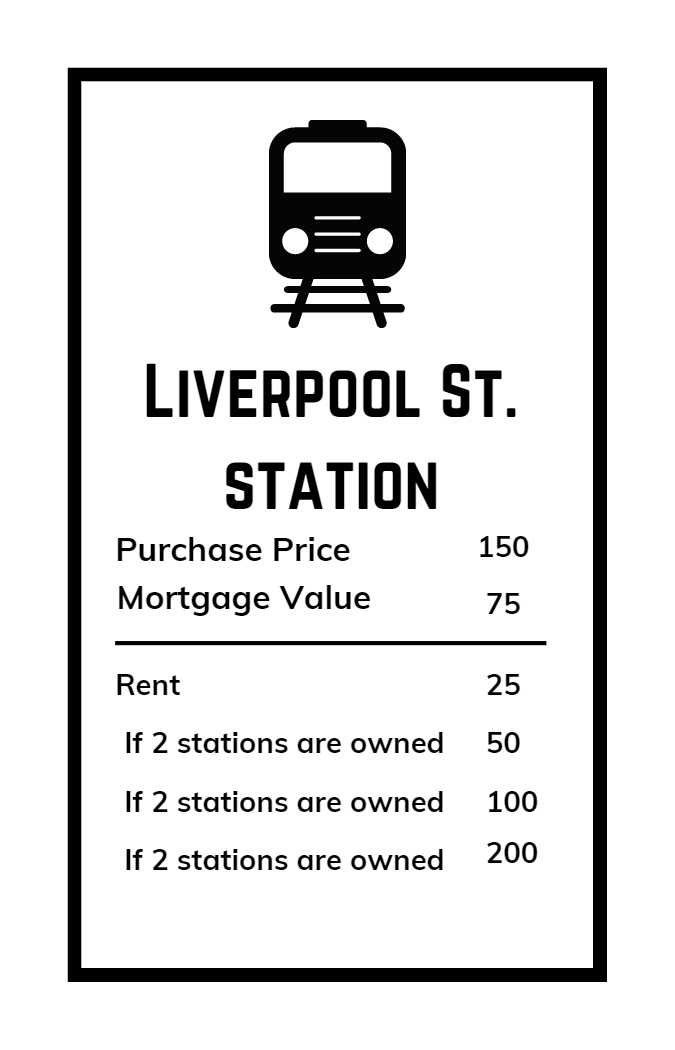 Liverpool St.
Station
Purchase Price 150
Mortgage Value 75
Rent 25
If 2 stations are owned 50
If 2 stations are owned 100
If 2 stations are owned 200